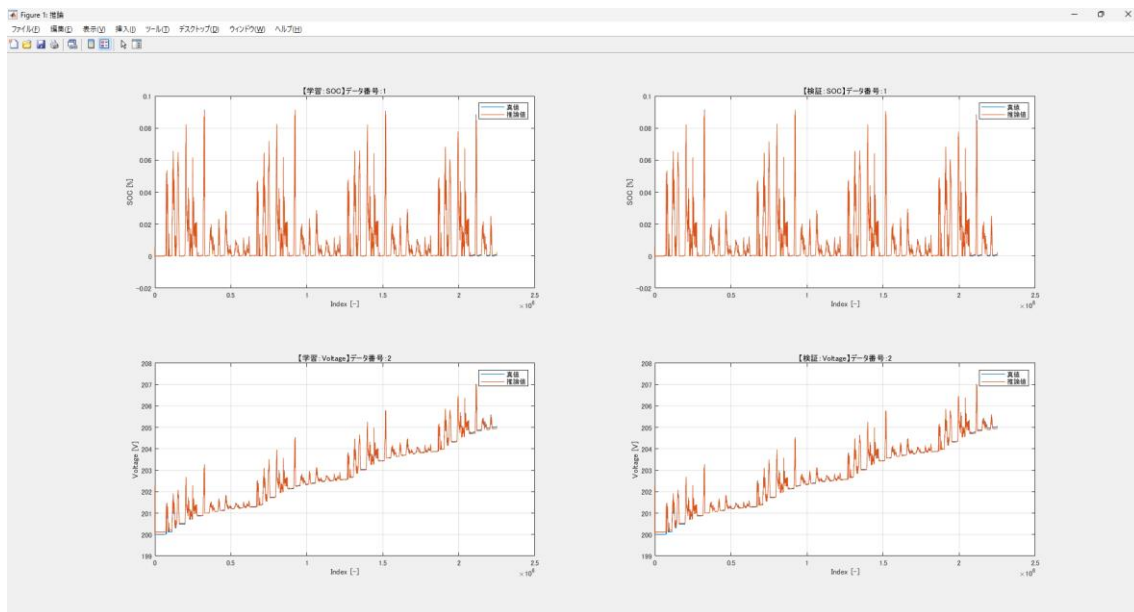 Figure 1: 推論
ファイル(F) 編集(E) 表示(V) 挿入(I) ツール(T) デスクトップ(D) ウィンドウ(W) ヘルプ(H)
【学習:SOC】データ番号:1
0.1
0.08
0.06
0.04
0.02
0
-0.02
SOC [%]
真値
推論値
0 0.5 1 1.5 2 2.5
Index [-]
× 10⁶
【検証:SOC】データ番号:1
0.1
0.08
0.06
0.04
0.02
0
-0.02
SOC [%]
真値
推論値
0 0.5 1 1.5 2 2.5
Index [-]
× 10⁶
【学習:Voltage】データ番号:2
208
207
206
205
204
203
202
201
200
199
Voltage [V]
真値
推論値
0 0.5 1 1.5 2 2.5
Index [-]
× 10⁶
【検証:Voltage】データ番号:2
208
207
206
205
204
203
202
201
200
199
Voltage [V]
真値
推論値
0 0.5 1 1.5 2 2.5
Index [-]
× 10⁶